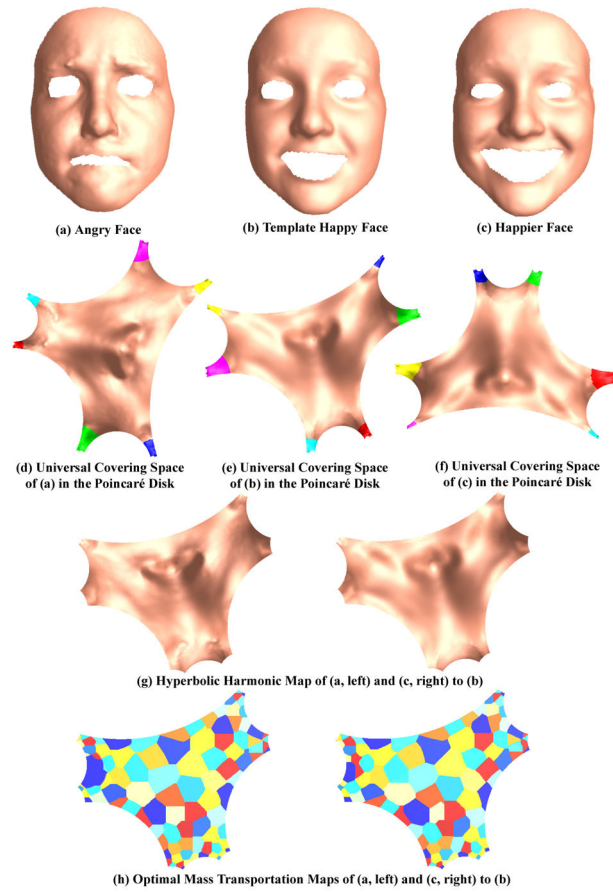 (a) Angry Face
(b) Template Happy Face
(c) Happier Face
(d) Universal Covering Space
of (a) in the Poincaré Disk
(e) Universal Covering Space
of (b) in the Poincaré Disk
(f) Universal Covering Space
of (c) in the Poincaré Disk
(g) Hyperbolic Harmonic Map of (a, left) and (c, right) to (b)
(h) Optimal Mass Transportation Maps of (a, left) and (c, right) to (b)